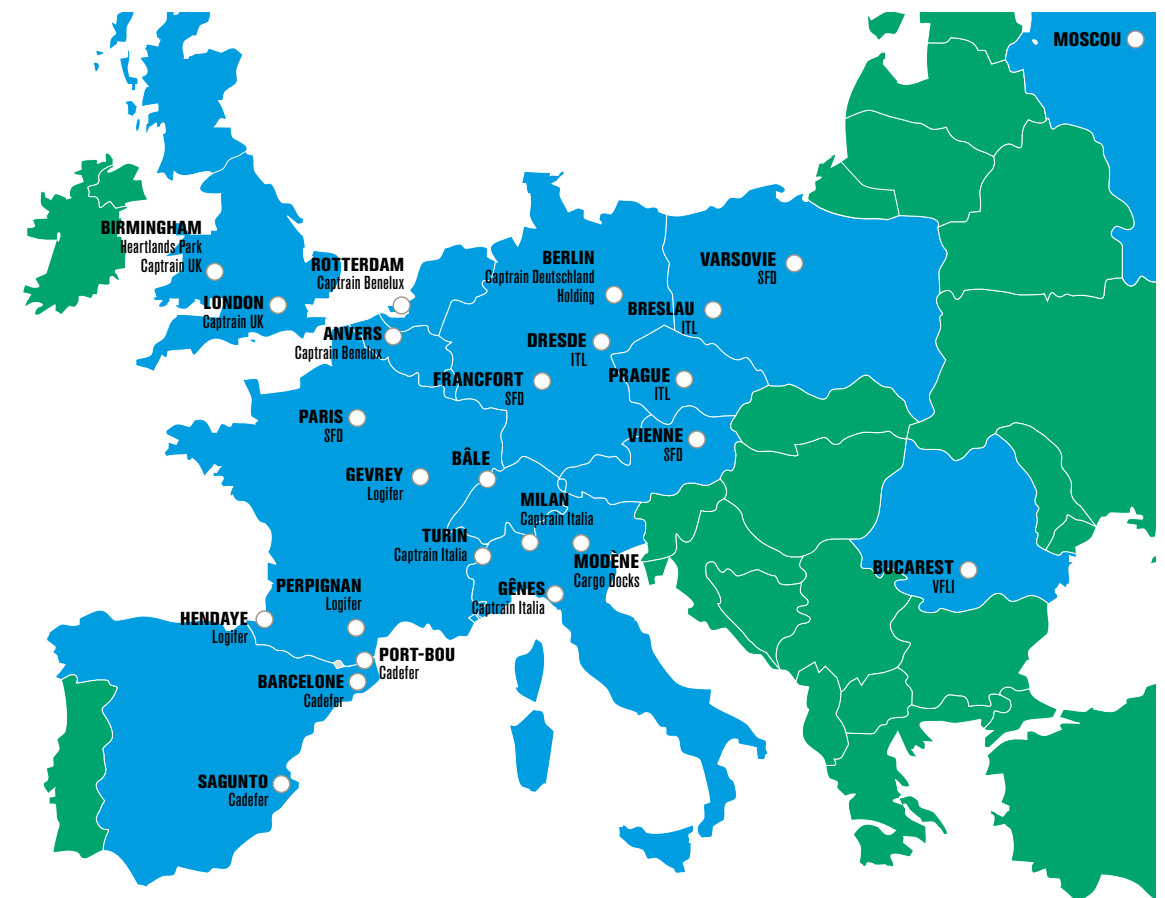 MOSCOU
BIRMINGHAM
Heartlands Park
Captrain UK
LONDON
Captrain UK
ROTTERDAM
Captrain Benelux
ANVERS
Captrain Benelux
BERLIN
Captrain Deutschland
Holding
VARSOVIE
SFD
BRESLAU
ITL
DRESDE
ITL
FRANCFORT
SFD
PRAGUE
ITL
PARIS
SFD
VIENNE
SFD
GEVREY
Logifer
BÂLE
MILAN
Captrain Italia
TURIN
Captrain Italia
MODÈNE
Cargo Docks
GÊNES
Captrain Italia
BUCAREST
VFLI
PERPIGNAN
Logifer
HENDAYE
Logifer
PORT-BOU
Cadefer
BARCELONE
Cadefer
SAGUNTO
Cadefer